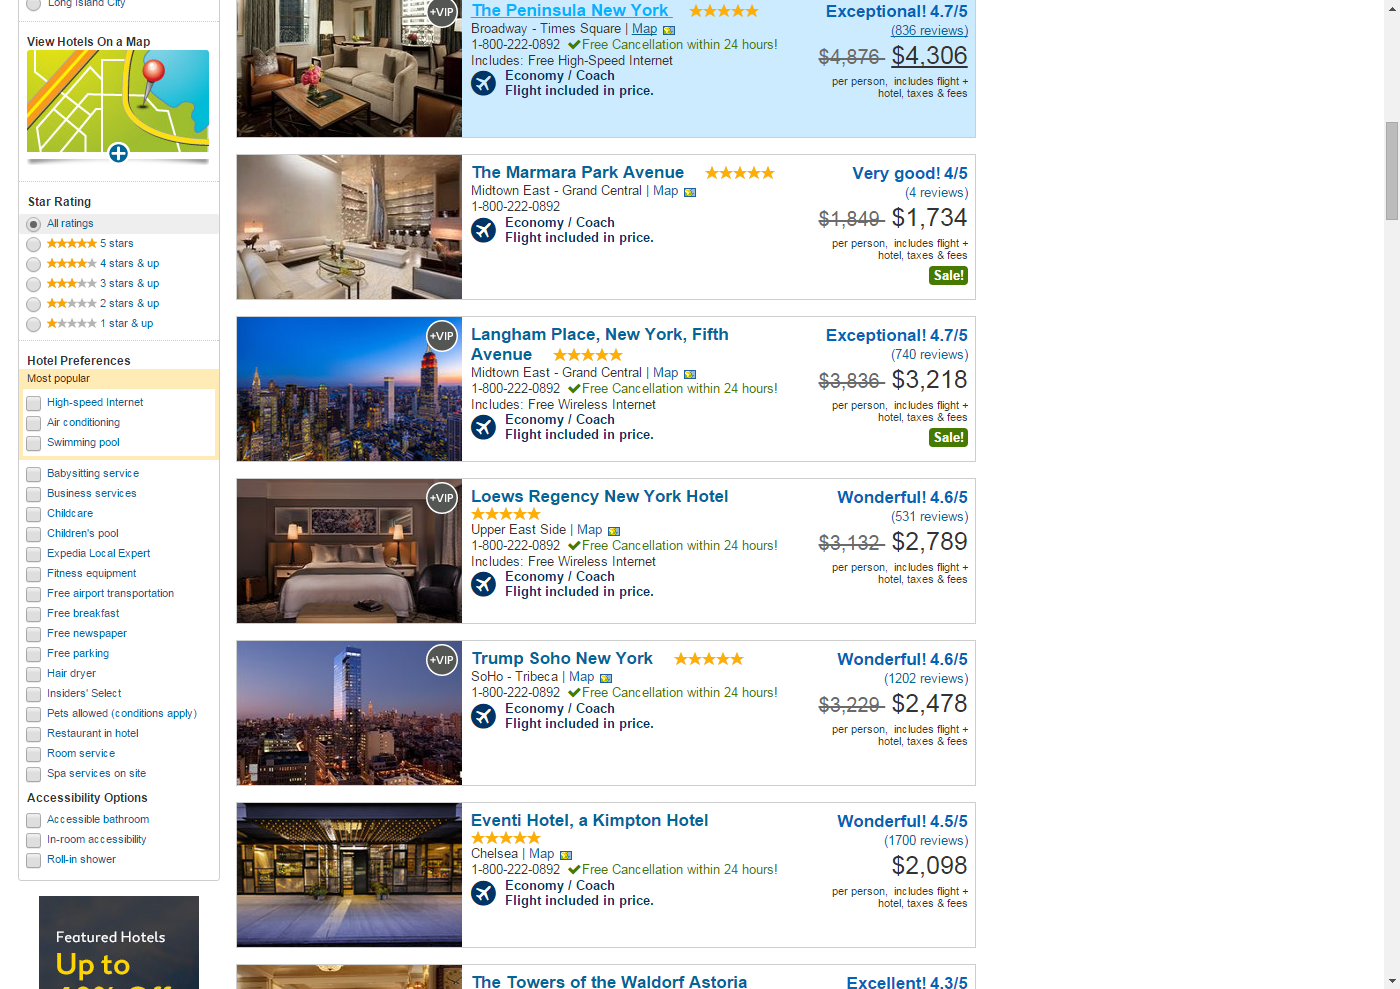 Long Island City
View Hotels On a Map
Star Rating
All ratings
5 stars
4 stars & up
3 stars & up
2 stars & up
1 star & up
Hotel Preferences
Most popular
High-speed Internet
Air conditioning
Swimming pool
Babysitting service
Business services
Childcare
Children's pool
Expedia Local Expert
Fitness equipment
Free airport transportation
Free breakfast
Free newspaper
Free parking
Hair dryer
Insiders' Select
Pets allowed (conditions apply)
Restaurant in hotel
Room service
Spa services on site
Accessibility Options
Accessible bathroom
In-room accessibility
Roll-in shower
Featured Hotels
Up to
40% Off
+VIP
The Peninsula New York
Broadway - Times Square | Map
1-800-222-0892 Free Cancellation within 24 hours!
Includes: Free High-Speed Internet
Economy / Coach
Flight included in price.
Exceptional! 4.7/5
(836 reviews)
$4,876 $4,306
per person, includes flight +
hotel, taxes & fees
The Marmara Park Avenue
Midtown East - Grand Central | Map
1-800-222-0892
Economy / Coach
Flight included in price.
Very good! 4/5
(4 reviews)
$1,849 $1,734
per person, includes flight +
hotel, taxes & fees
Sale!
+VIP
Langham Place, New York, Fifth
Avenue
Midtown East - Grand Central | Map
1-800-222-0892 Free Cancellation within 24 hours!
Includes: Free Wireless Internet
Economy / Coach
Flight included in price.
Exceptional! 4.7/5
(740 reviews)
$3,836 $3,218
per person, includes flight +
hotel, taxes & fees
Sale!
+VIP
Loews Regency New York Hotel
Upper East Side | Map
1-800-222-0892 Free Cancellation within 24 hours!
Includes: Free Wireless Internet
Economy / Coach
Flight included in price.
Wonderful! 4.6/5
(531 reviews)
$3,132 $2,789
per person, includes flight +
hotel, taxes & fees
+VIP
Trump Soho New York
SoHo - Tribeca | Map
1-800-222-0892 Free Cancellation within 24 hours!
Economy / Coach
Flight included in price.
Wonderful! 4.6/5
(1202 reviews)
$3,229 $2,478
per person, includes flight +
hotel, taxes & fees
Eventi Hotel, a Kimpton Hotel
Chelsea | Map
1-800-222-0892 Free Cancellation within 24 hours!
Economy / Coach
Flight included in price.
Wonderful! 4.5/5
(1700 reviews)
$2,098
per person, includes flight +
hotel, taxes & fees
The Towers of the Waldorf Astoria
Excellent! 4.3/5